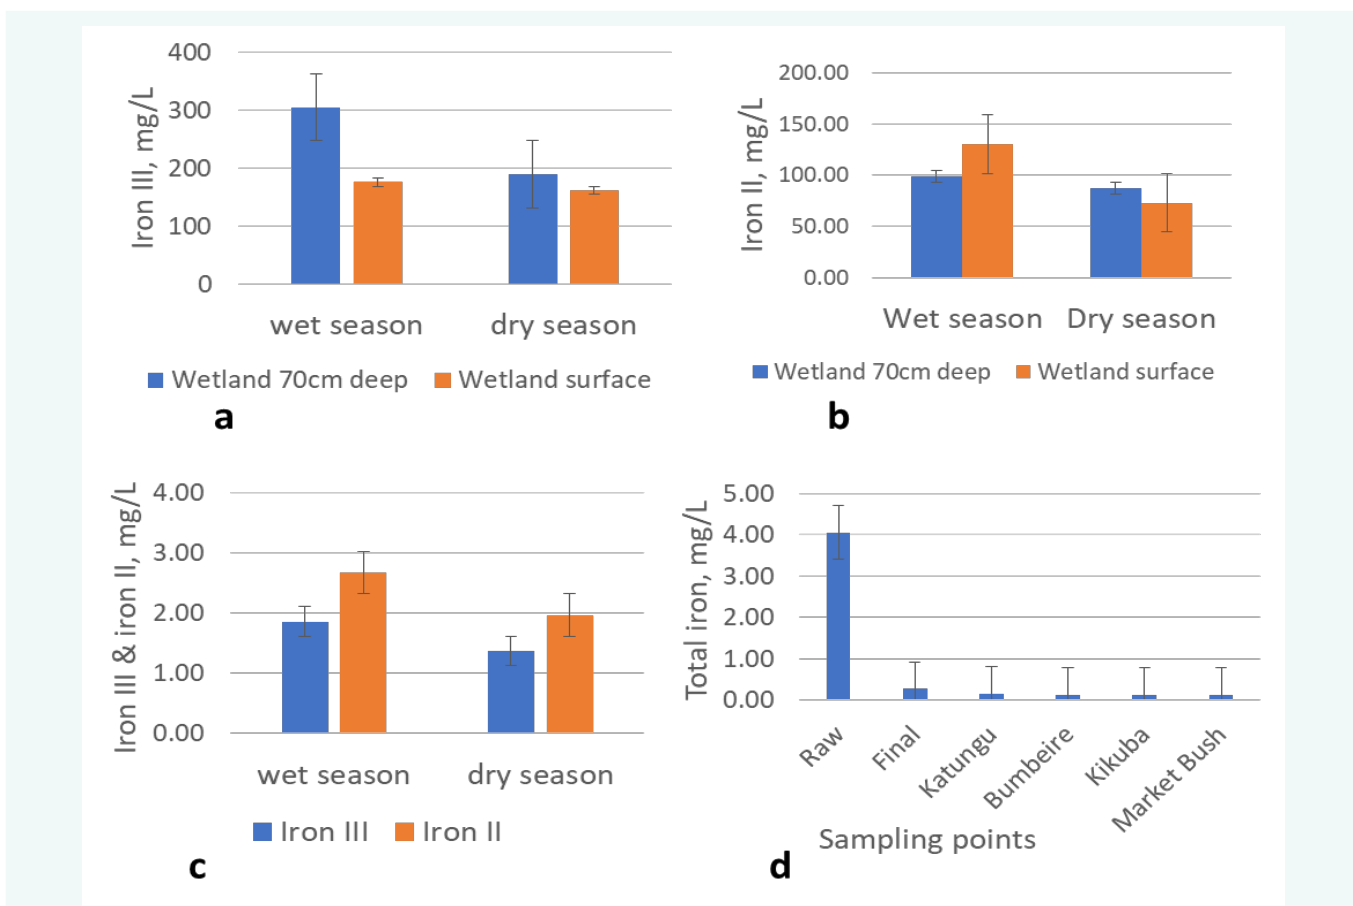 400
300
200
100
0
Iron III, mg/L
wet season dry season
Wetland 70cm deep Wetland surface
a
200.00
150.00
100.00
50.00
0.00
Iron II, mg/L
Wet season Dry season
Wetland 70cm deep Wetland surface
b
4.00
3.00
2.00
1.00
0.00
Iron III & iron II, mg/L
wet season dry season
Iron III Iron II
c
5.00
4.00
3.00
2.00
1.00
0.00
Total iron, mg/L
Raw
Final
Katungu
Bumbeire
Kikuba
Market Bush
Sampling points
d